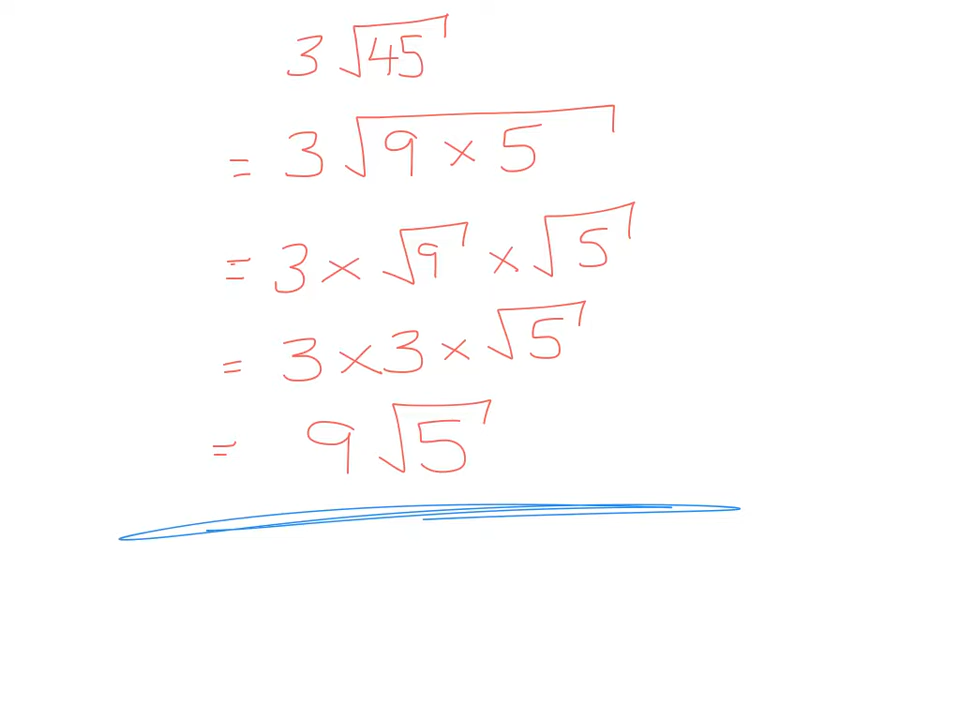 3√45
= 3√9 × 5
= 3 × √9 × √5
= 3 × 3 × √5
= 9√5